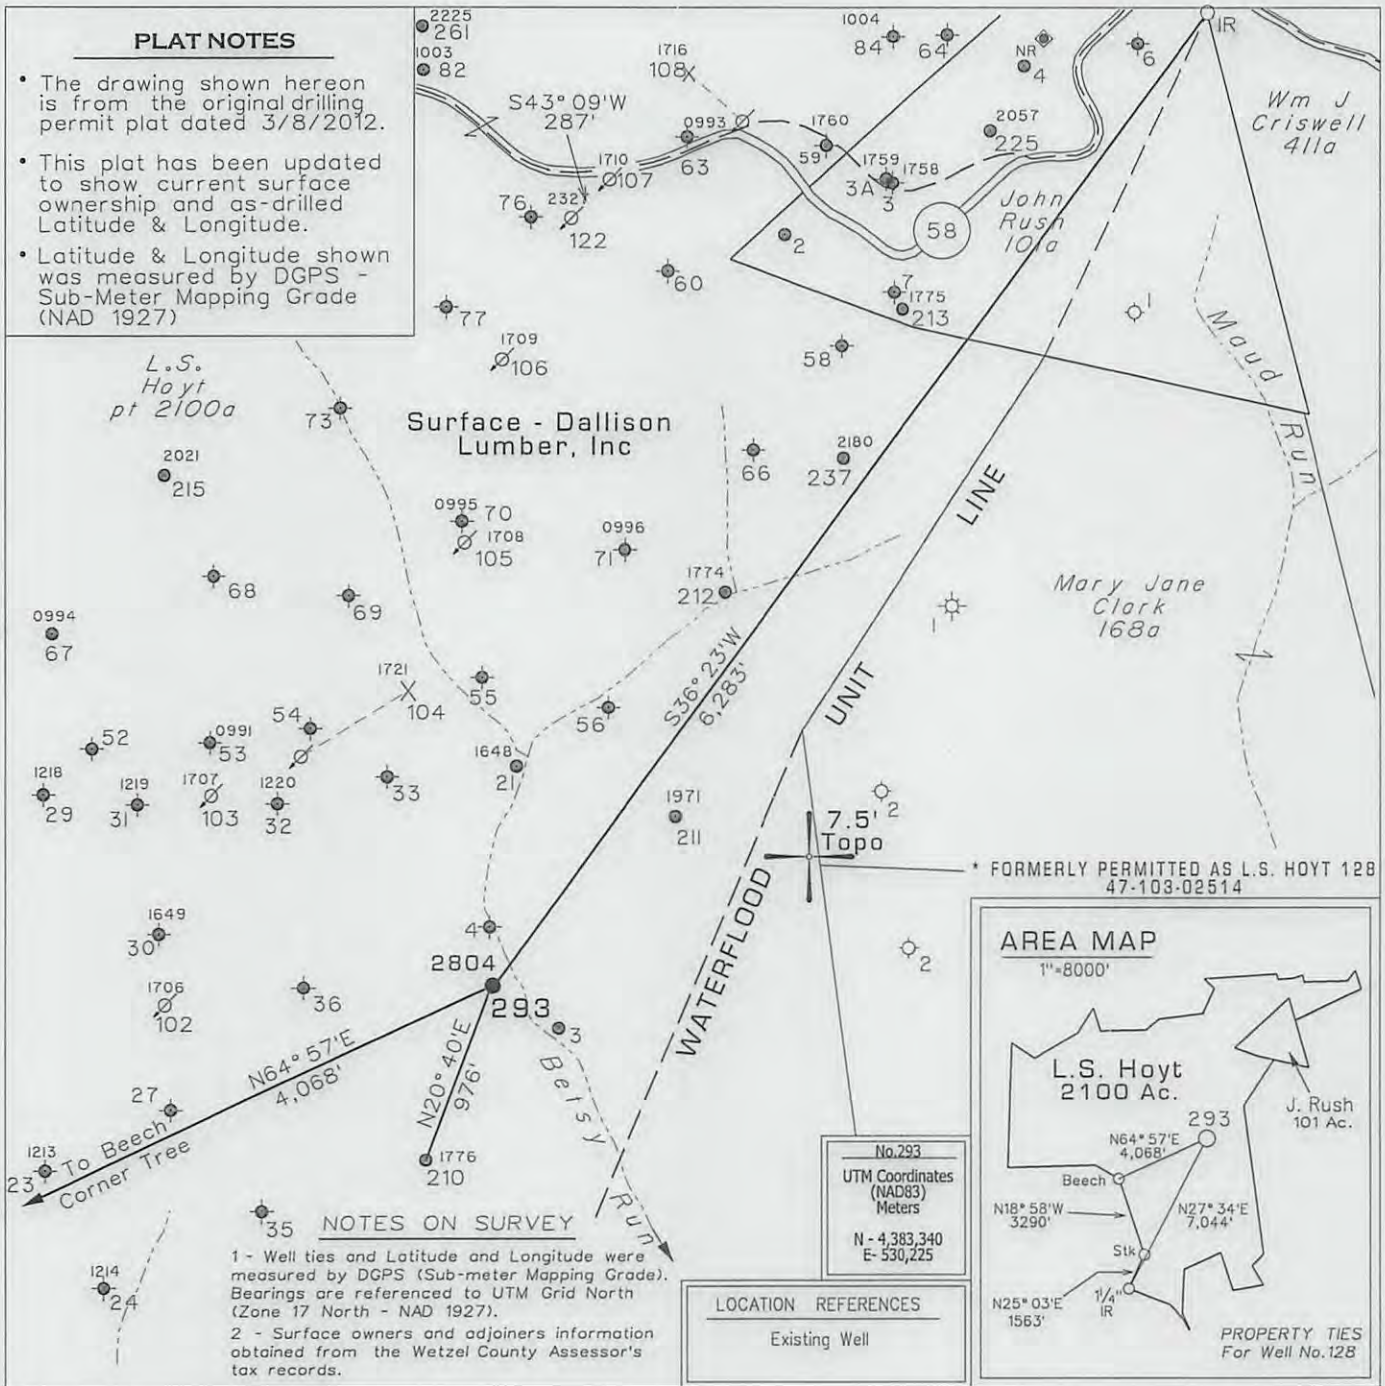 PLAT NOTES
• The drawing shown hereon
is from the original drilling
permit plat dated 3/8/2012.
• This plat has been updated
to show current surface
ownership and as-drilled
Latitude & Longitude.
• Latitude & Longitude shown
was measured by DGPS -
Sub-Meter Mapping Grade
(NAD 1927)
2225
261
1003
82
1716
108
1004
84
64
NR
4
6
IR
Wm J
Criswell
411a
S43° 09'W
287'
0993
63
1760
59
2057
225
1759
3A
1758
3
1710
107
76
2327
122
58
John
Rush
101a
2
60
7
1775
213
77
1
Maud
Run
1709
106
58
L.S.
Hoyt
pt 2100a
73
Surface - Dallison
Lumber, Inc
66
2180
237
2021
215
LINE
0995
70
1708
105
0996
71
68
69
1774
212
Mary Jane
Clark
168a
1
0994
67
S36° 23'W
6,283'
1721
104
55
56
UNIT
54
52
0991
53
1648
21
1218
29
1219
31
1707
103
1220
32
33
1971
211
2
7.5'
Topo
* FORMERLY PERMITTED AS L.S. HOYT 128
47-103-02514
WATERFLOOD
1649
30
4
2804
293
2
1706
102
36
3
N64° 57'E
4,068'
N20° 40'E
976'
Betsy
Run
27
To Beech
Corner Tree
1213
23
1776
210
35
1214
24
NOTES ON SURVEY
1 - Well ties and Latitude and Longitude were
measured by DGPS (Sub-meter Mapping Grade).
Bearings are referenced to UTM Grid North
(Zone 17 North - NAD 1927).
2 - Surface owners and adjoiners information
obtained from the Wetzel County Assessor's
tax records.
No.293
UTM Coordinates
(NAD83)
Meters
N - 4,383,340
E- 530,225
LOCATION REFERENCES
Existing Well
AREA MAP
1"=8000'
L.S. Hoyt
2100 Ac.
J. Rush
101 Ac.
293
N64° 57'E
4,068'
Beech
N18° 58'W
3290'
N27° 34'E
7,044'
Stk
N25° 03'E
1563'
1¼"
IR
PROPERTY TIES
For Well No.128